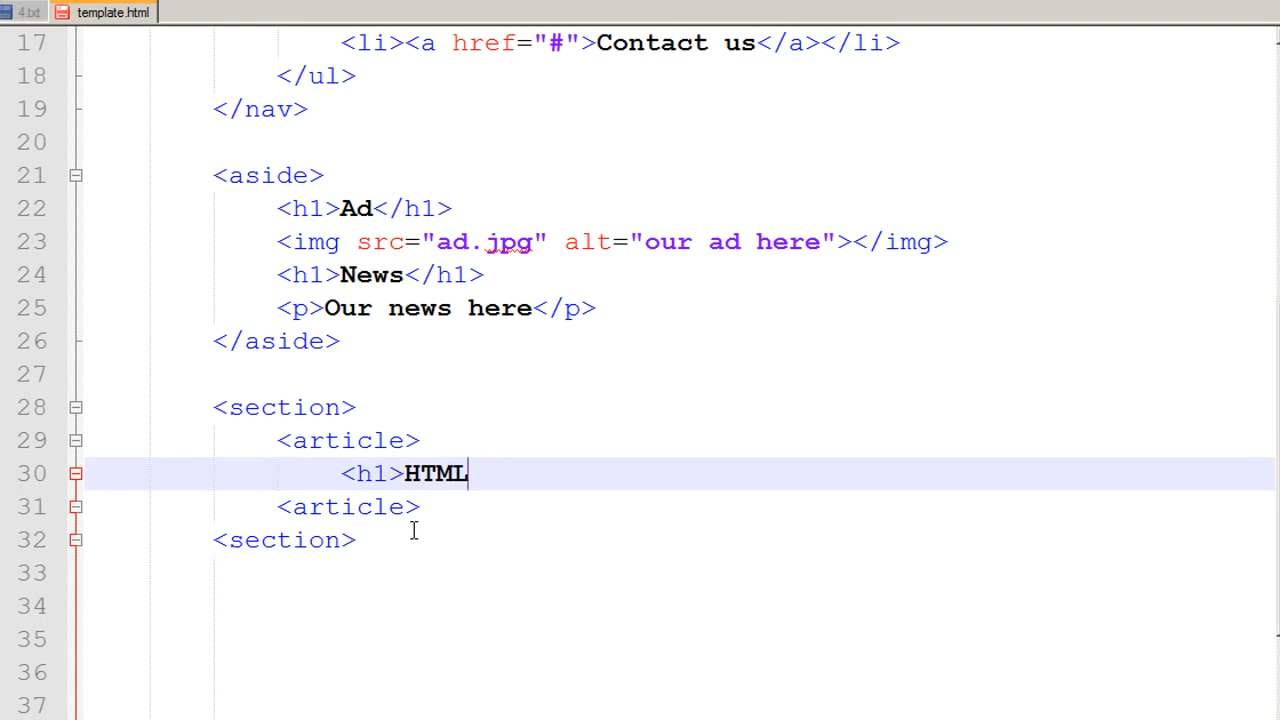 4.txt template.html
17 <li><a href="#">Contact us</a></li>
18 </ul>
19 </nav>
20
21 <aside>
22 <h1>Ad</h1>
23 <img src="ad.jpg" alt="our ad here"></img>
24 <h1>News</h1>
25 <p>Our news here</p>
26 </aside>
27
28 <section>
29 <article>
30 <h1>HTML
31 <article>
32 <section>
33
34
35
36
37